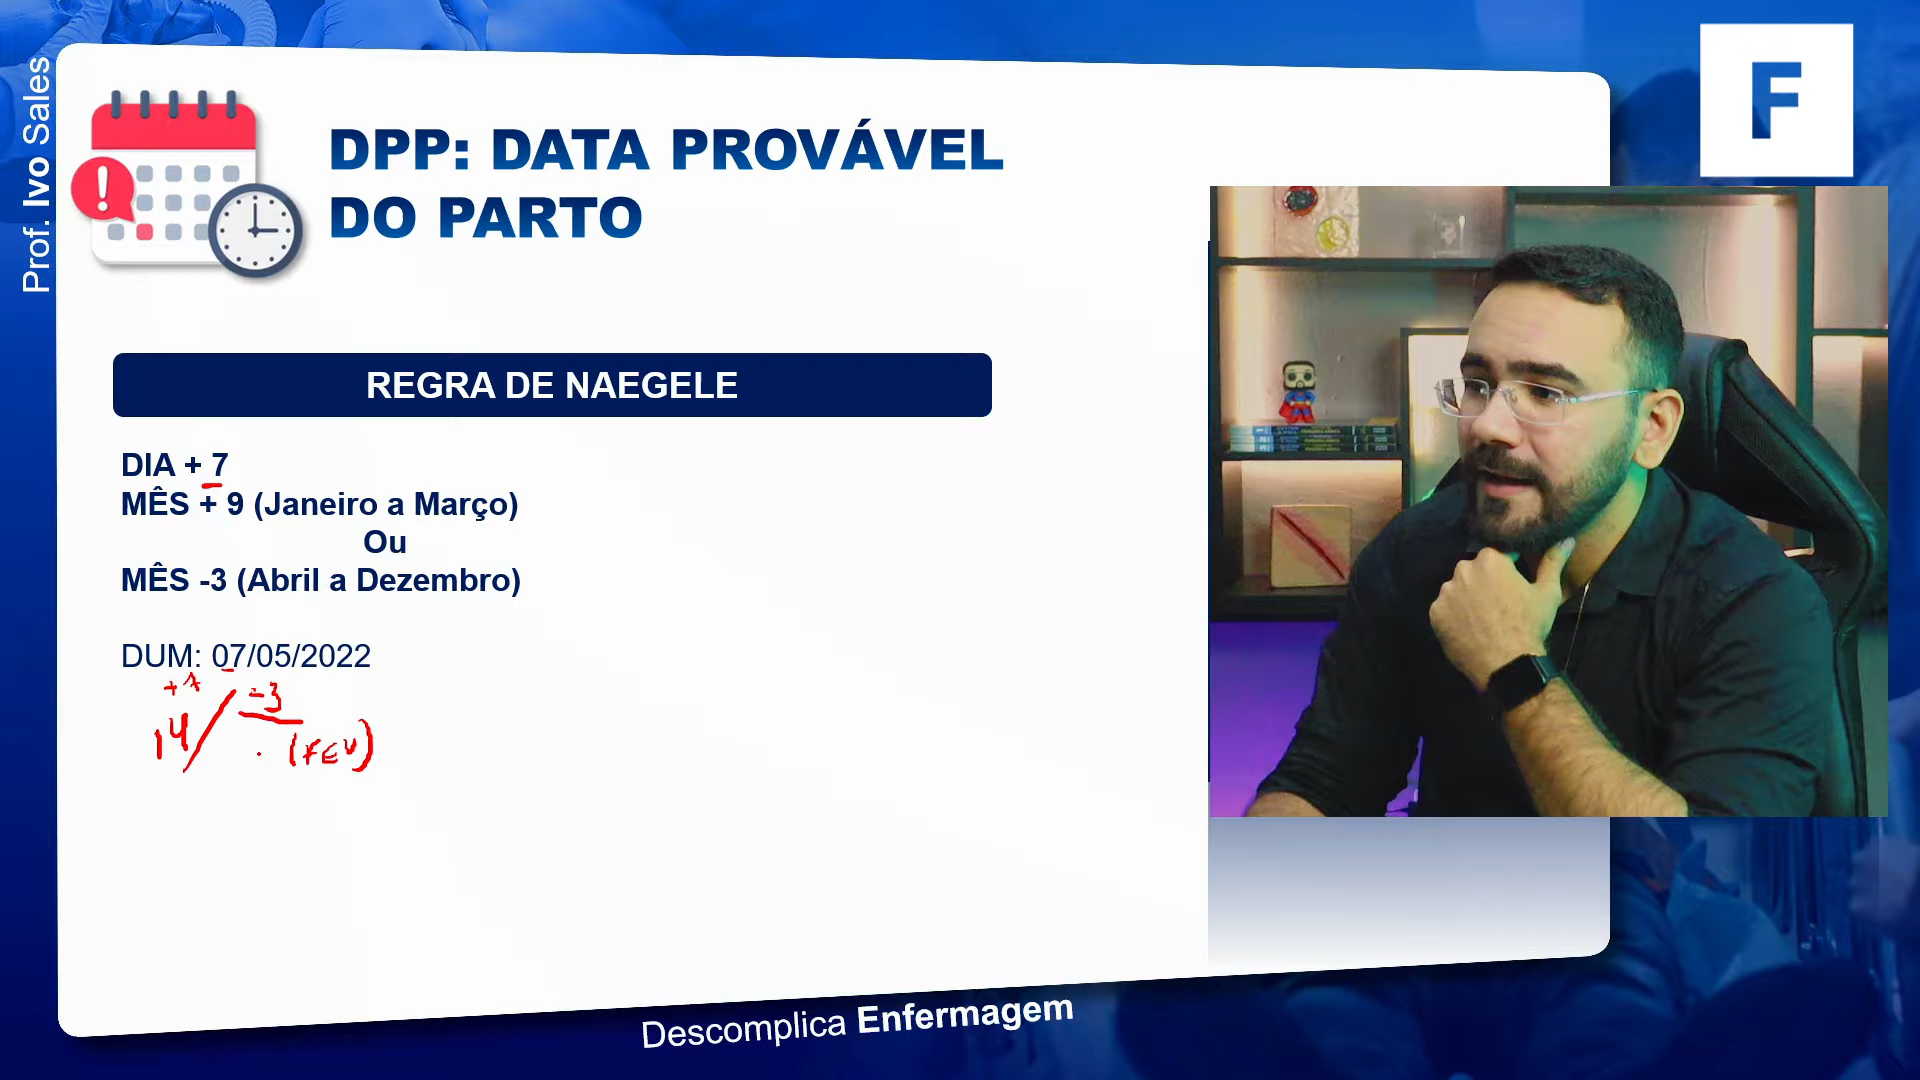 Prof. Ivo Sales
F
DPP: DATA PROVÁVEL
DO PARTO
REGRA DE NAEGELE
DIA + 7
MÊS + 9 (Janeiro a Março)
Ou
MÊS -3 (Abril a Dezembro)
DUM: 07/05/2022
+7 -3
14/ (FEV)
Descomplica Enfermagem